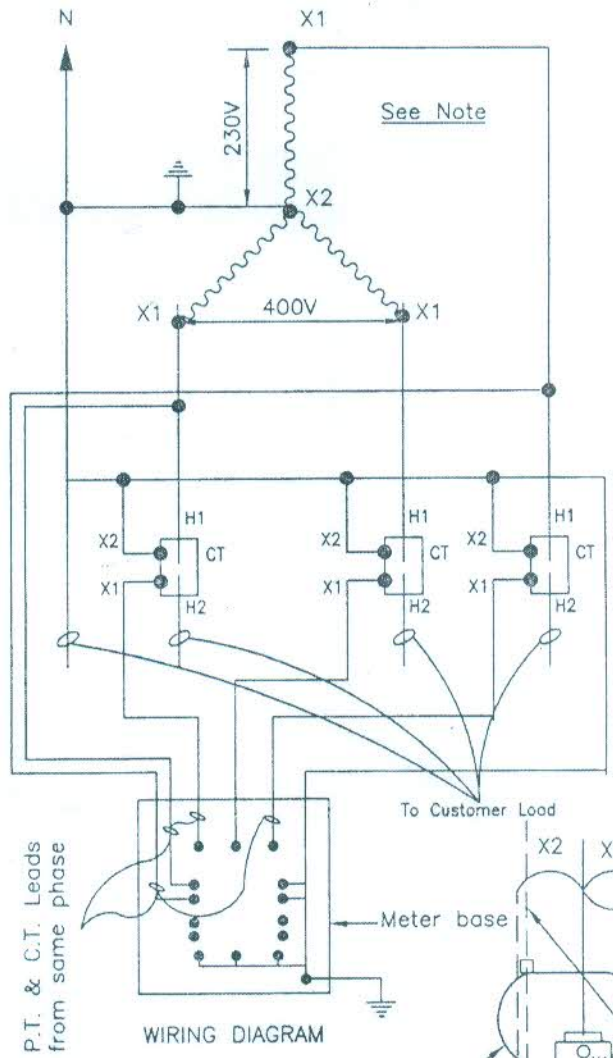 N
X1
See Note
230V
X2
X1
400V
X1
H1
H1
H1
X2
CT
X2
CT
X2
CT
X1
X1
X1
H2
H2
H2
To Customer Load
P.T. & C.T. Leads
from same phase
Meter base
X2
X
WIRING DIAGRAM